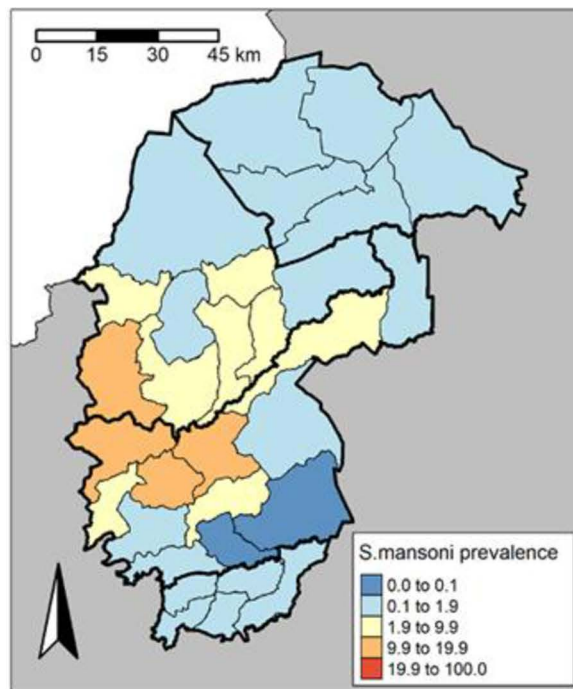 0 15 30 45 km
S.mansoni prevalence
0.0 to 0.1
0.1 to 1.9
1.9 to 9.9
9.9 to 19.9
19.9 to 100.0